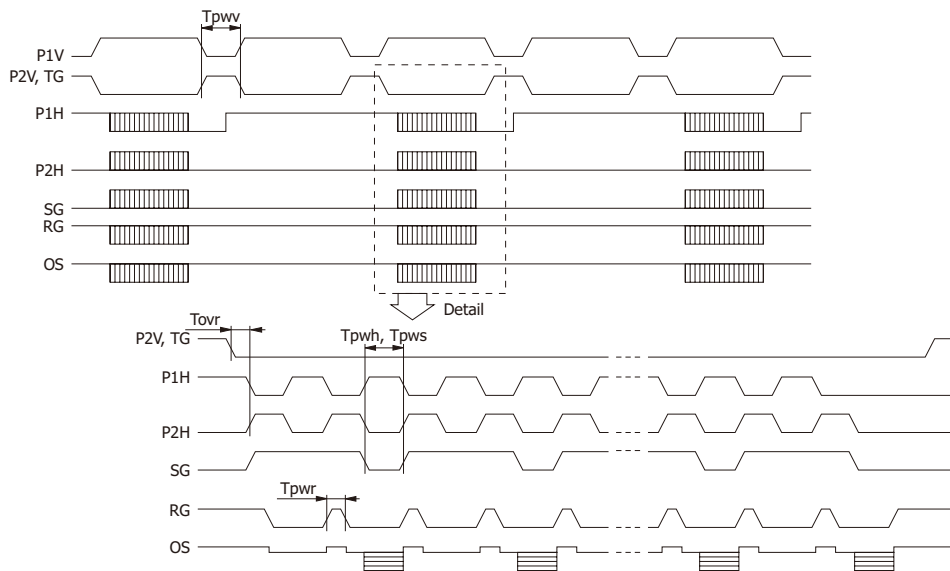 Tpwv
P1V
P2V, TG
P1H
P2H
SG
RG
OS
Detail
Tovr
Tpwh, Tpws
P2V, TG
P1H
P2H
SG
Tpwr
RG
OS